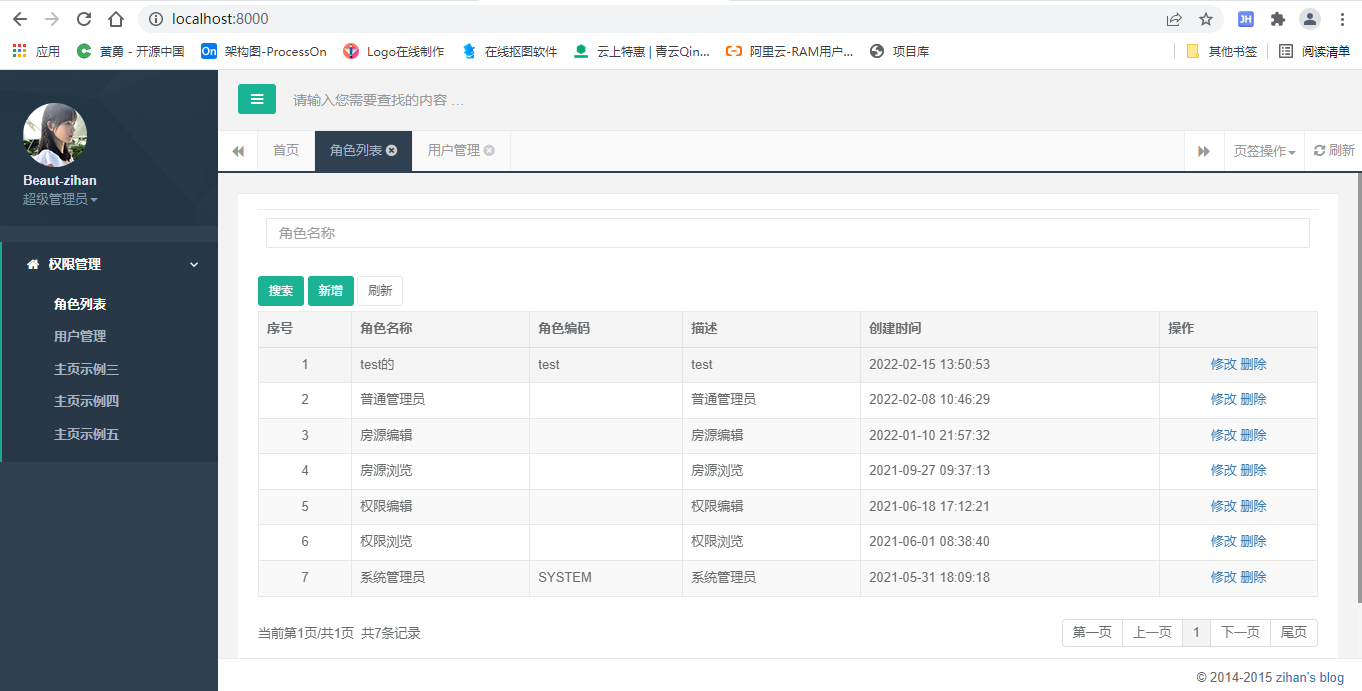 localhost:8000
JH
应用 黄勇 - 开源中国 On 架构图-ProcessOn Logo在线制作 在线抠图软件 云上特惠 | 青云Qin... 阿里云-RAM用户... 项目库 其他书签 阅读清单
请输入您需要查找的内容 …
首页 角色列表 用户管理 页签操作 刷新
Beaut-zihan
超级管理员
权限管理
角色列表
用户管理
主页示例三
主页示例四
主页示例五
角色名称
搜索 新增 刷新
序号 角色名称 角色编码 描述 创建时间 操作
1 test的 test test 2022-02-15 13:50:53 修改 删除
2 普通管理员 普通管理员 2022-02-08 10:46:29 修改 删除
3 房源编辑 房源编辑 2022-01-10 21:57:32 修改 删除
4 房源浏览 房源浏览 2021-09-27 09:37:13 修改 删除
5 权限编辑 权限编辑 2021-06-18 17:12:21 修改 删除
6 权限浏览 权限浏览 2021-06-01 08:38:40 修改 删除
7 系统管理员 SYSTEM 系统管理员 2021-05-31 18:09:18 修改 删除
当前第1页/共1页 共7条记录 第一页 上一页 1 下一页 尾页
© 2014-2015 zihan's blog